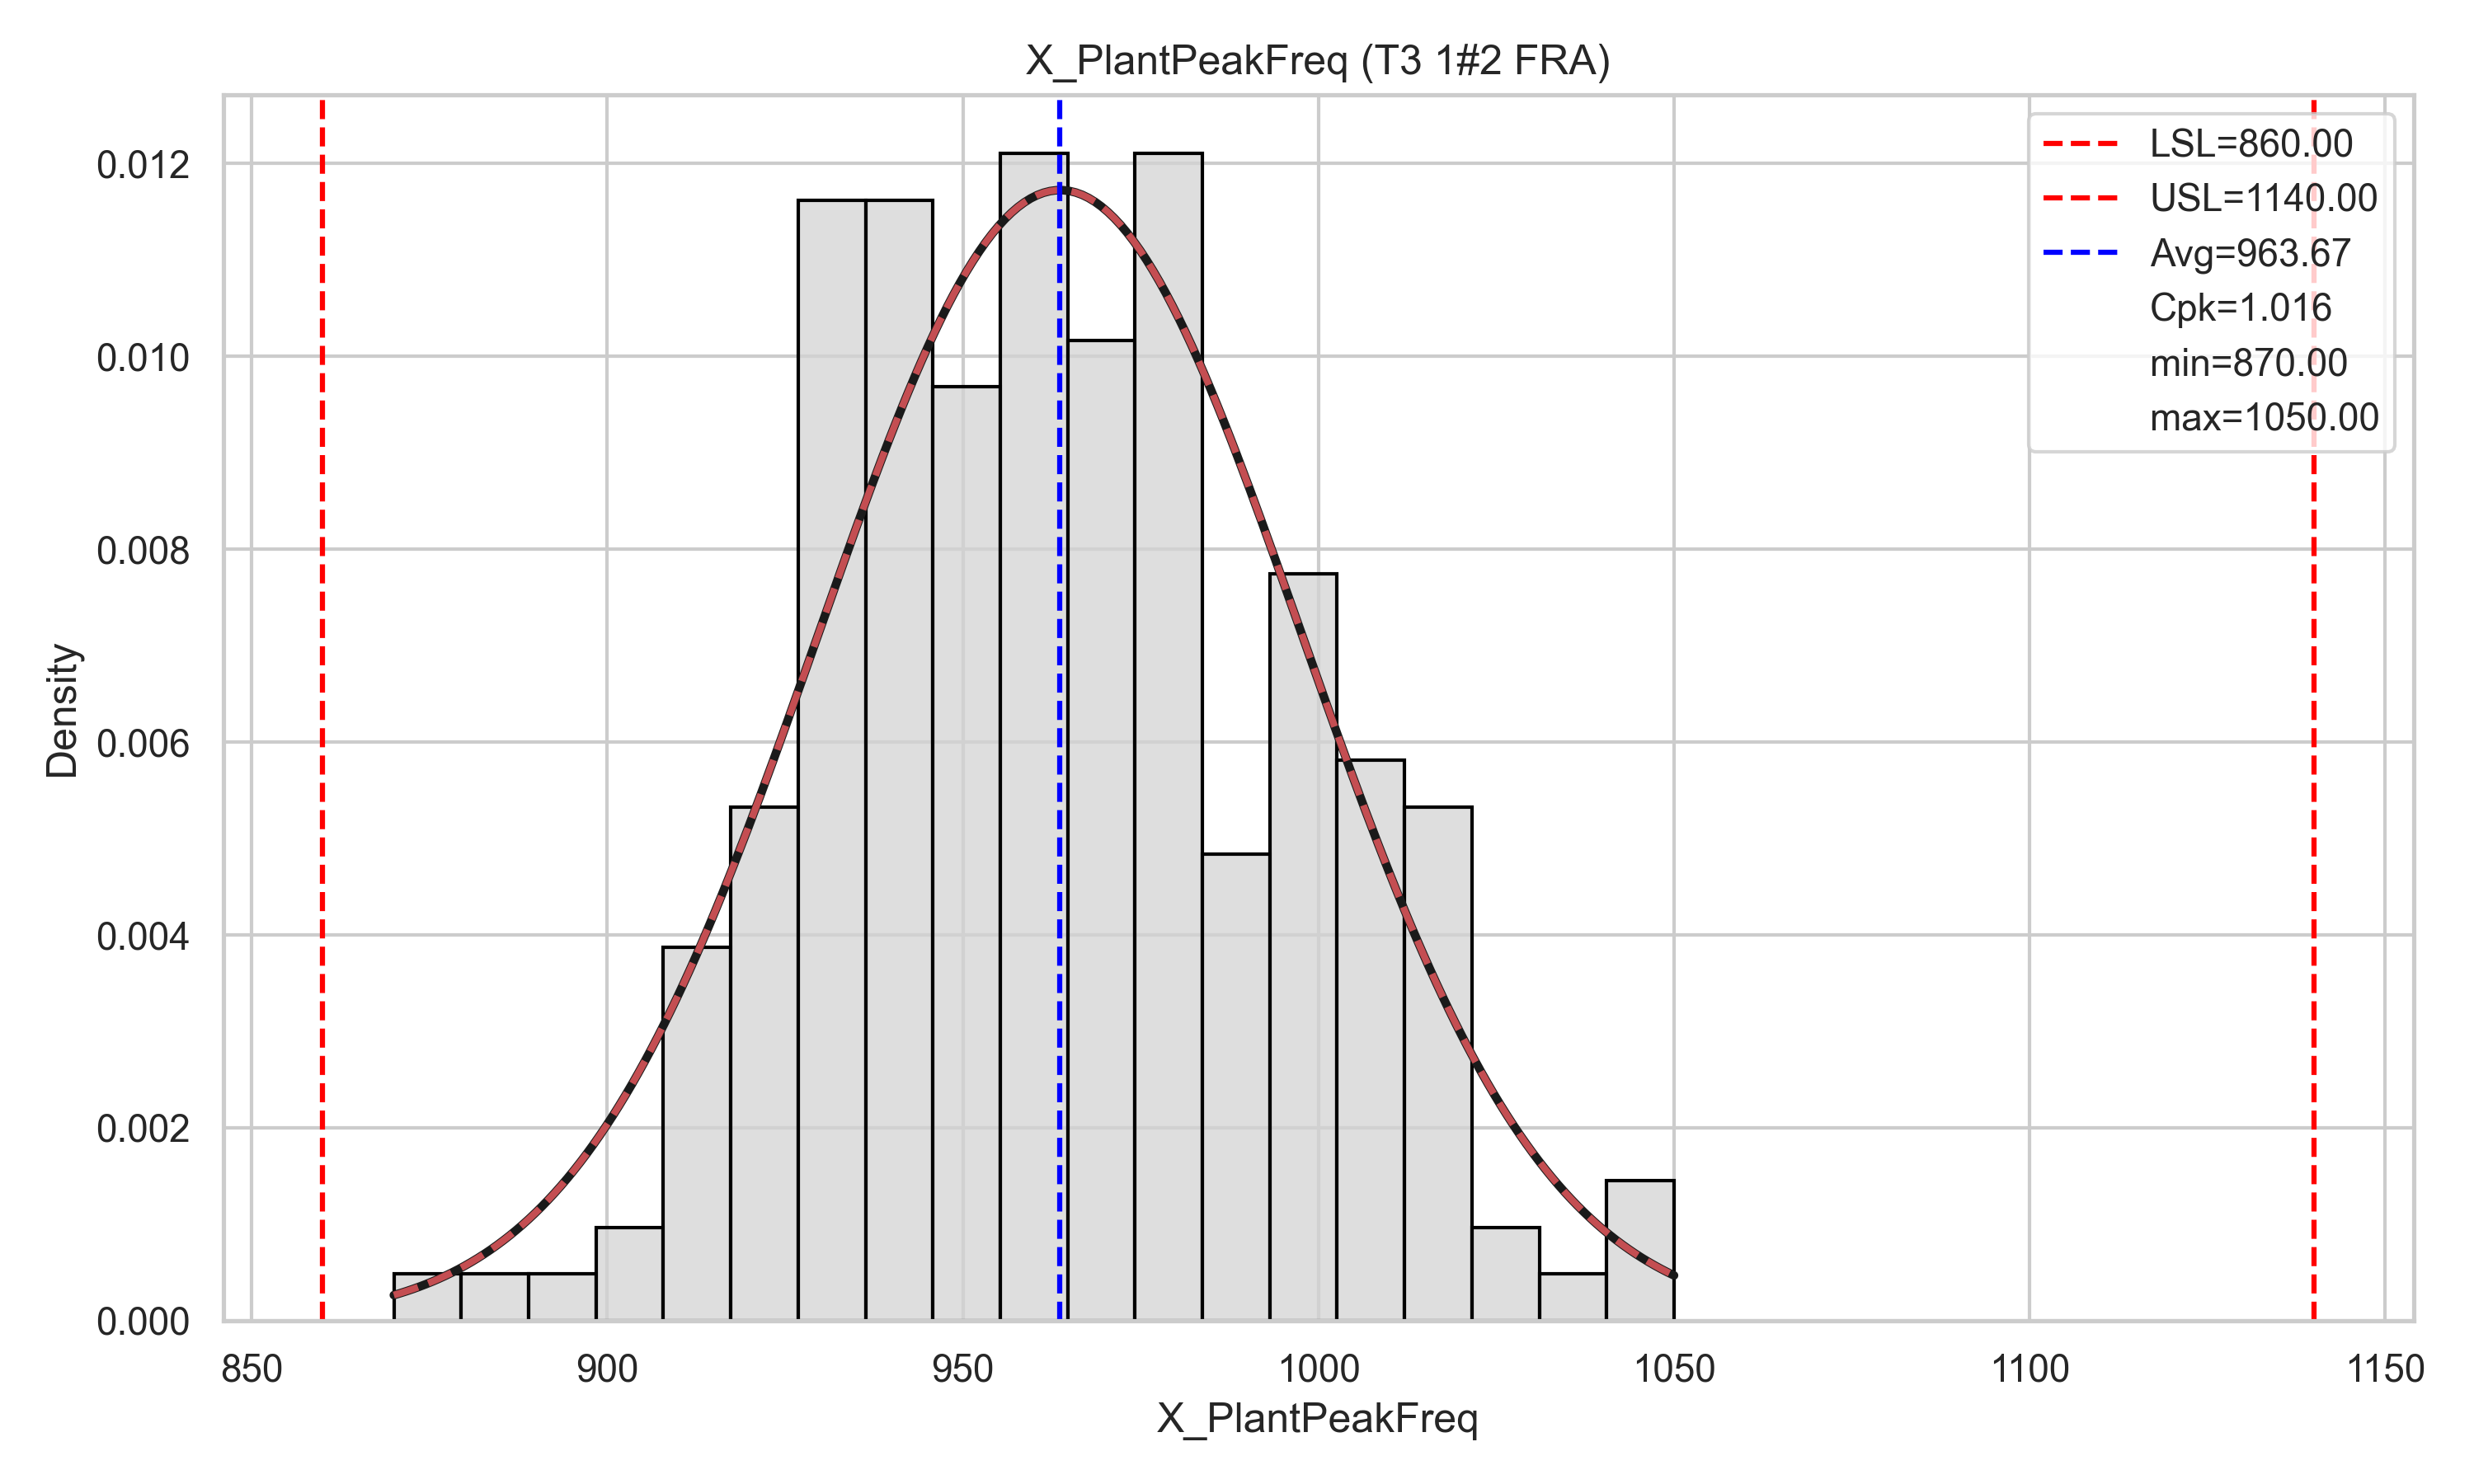 X_PlantPeakFreq (T3 1#2 FRA)
LSL=860.00
USL=1140.00
Avg=963.67
Cpk=1.016
min=870.00
max=1050.00
0.012
0.010
0.008
0.006
0.004
0.002
0.000
Density
850 900 950 1000 1050 1100 1150
X_PlantPeakFreq